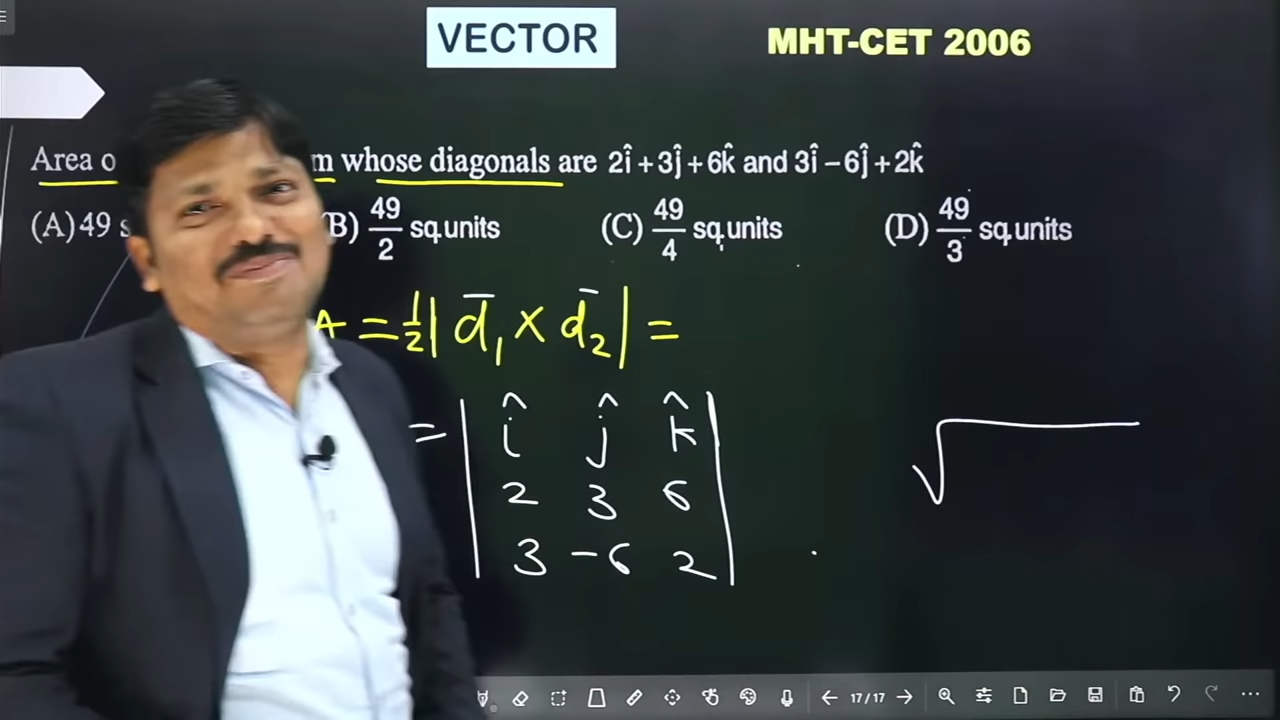 VECTOR
MHT-CET 2006
Area o m whose diagonals are 2î + 3ĵ + 6k̂ and 3î − 6ĵ + 2k̂
(A) 49 s (B) 49/2 sq.units (C) 49/4 sq.units (D) 49/3 sq.units
A = ½| d̄₁ × d̄₂ | =
= | î ĵ k̂
2 3 6
3 −6 2 |
√
17/17